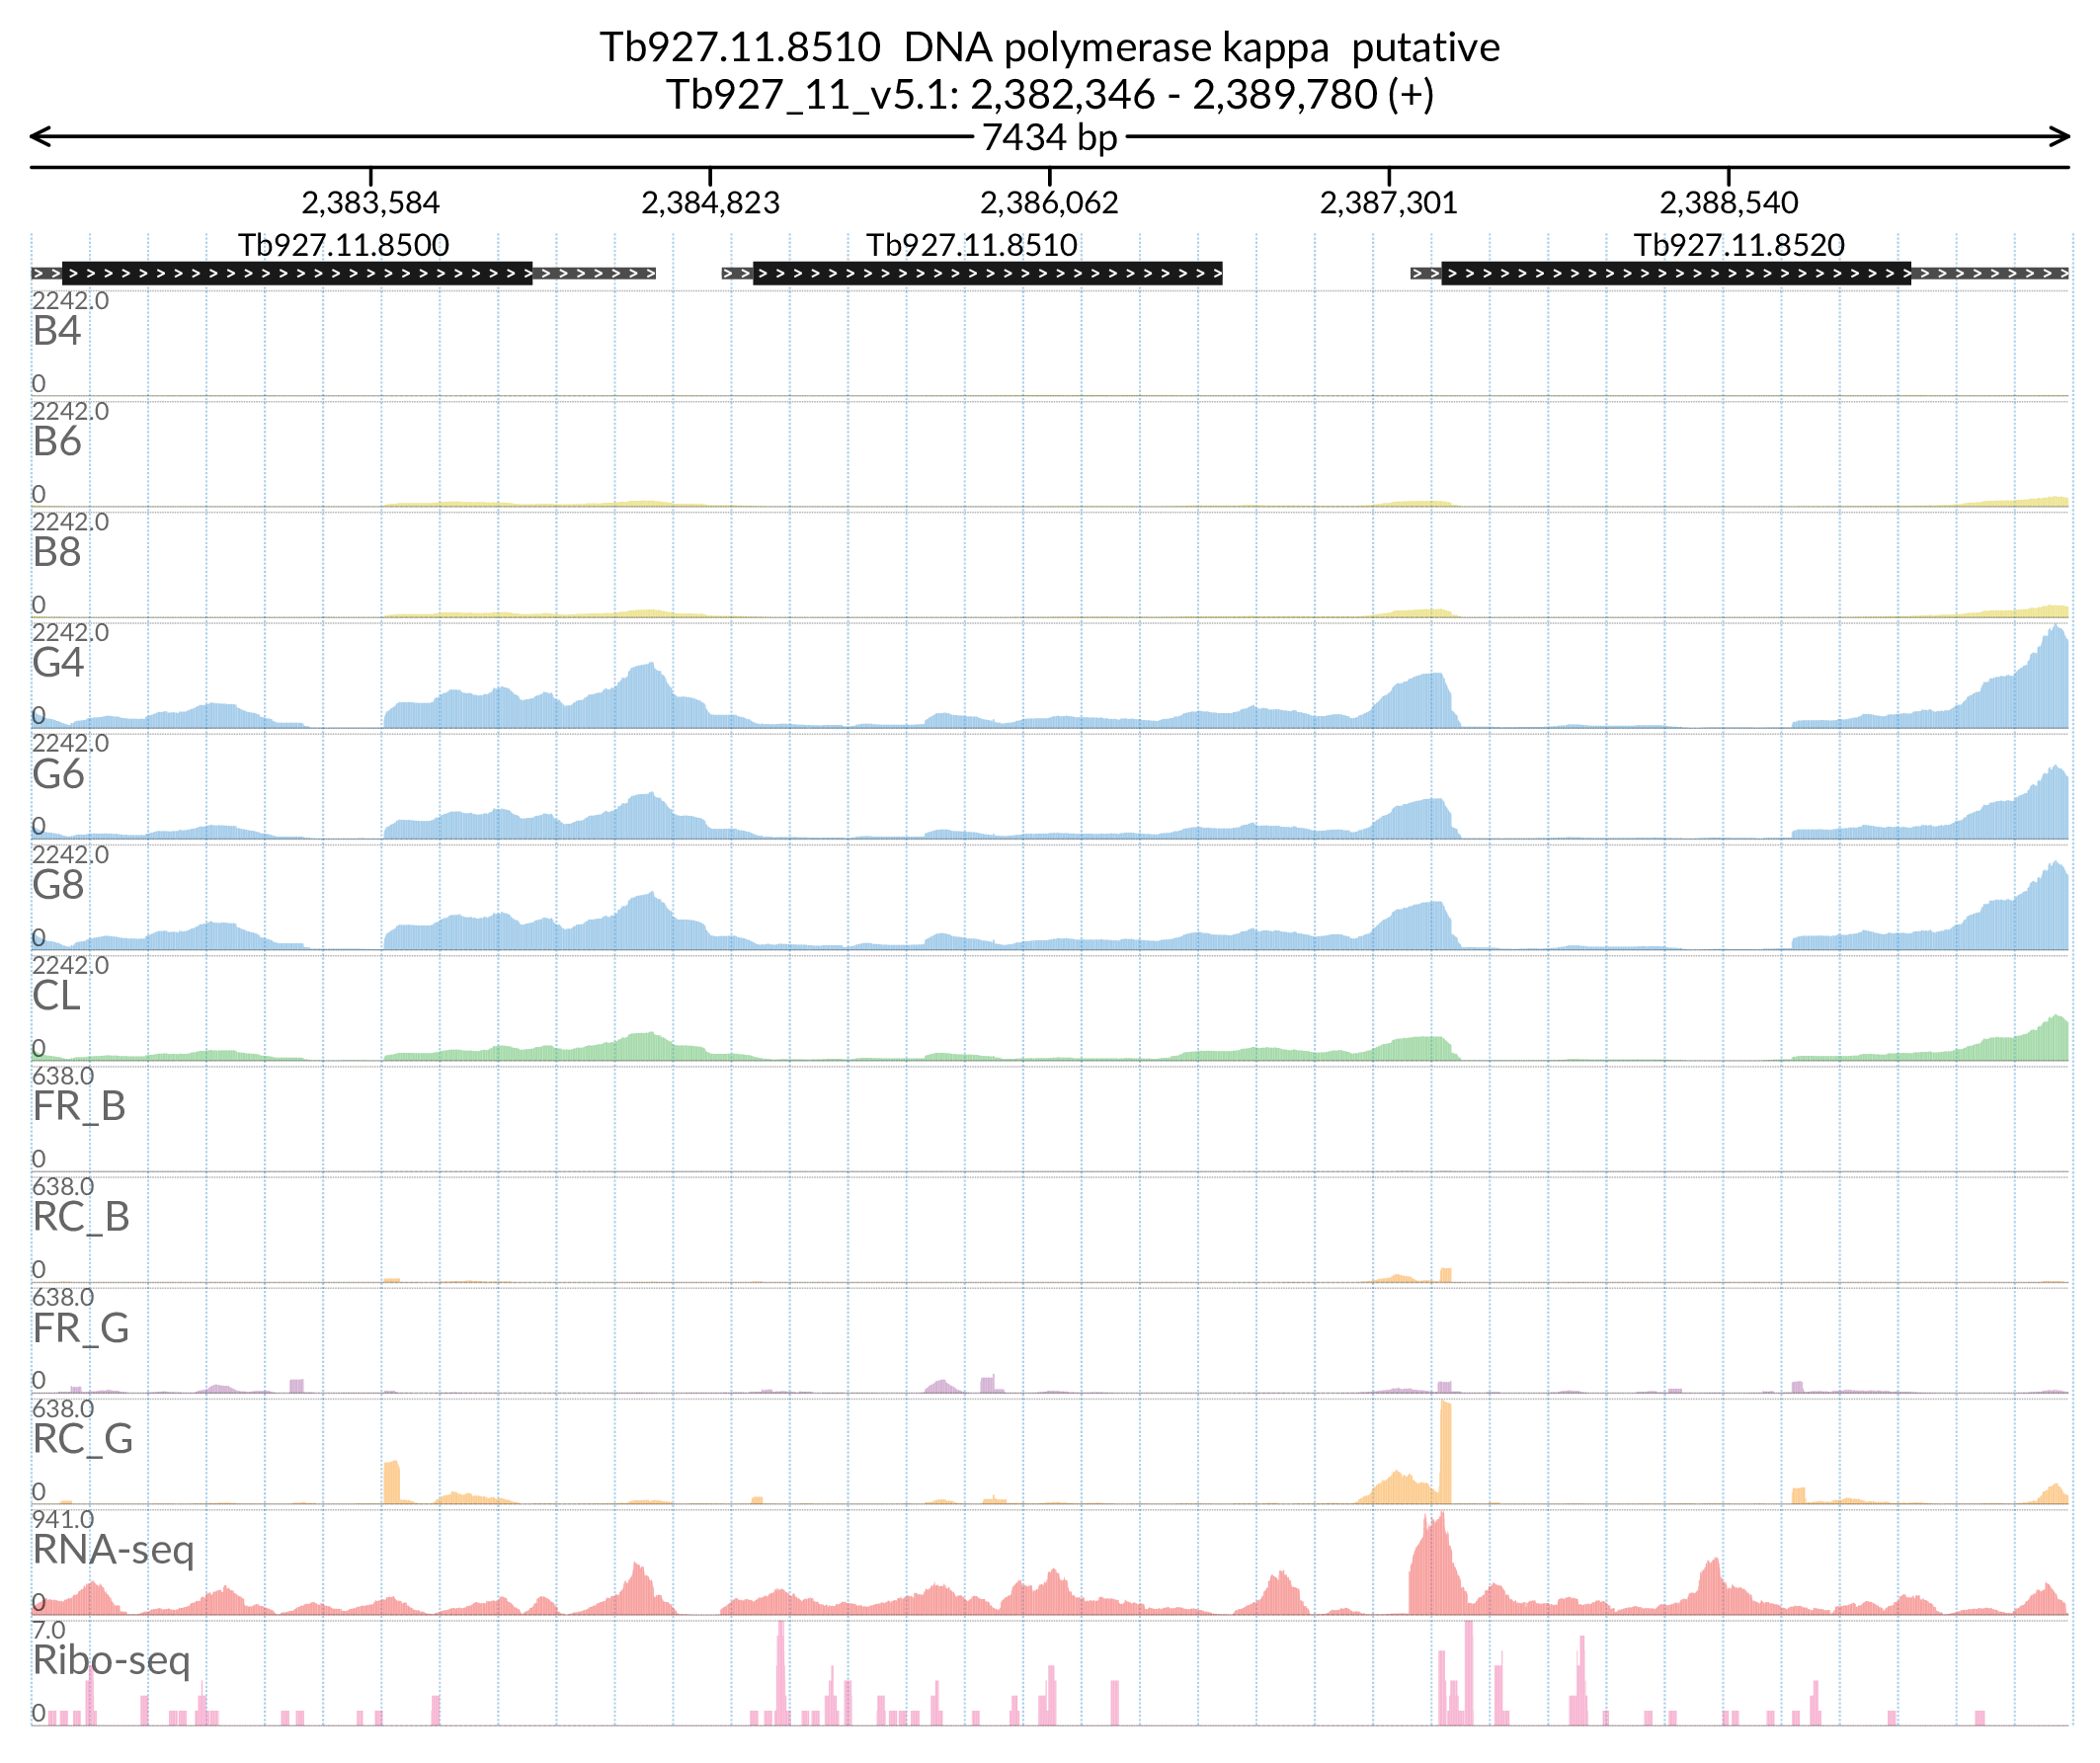 Tb927.11.8510  DNA polymerase kappa  putative
Tb927_11_v5.1: 2,382,346 - 2,389,780 (+)
7434 bp
2,383,584 2,384,823 2,386,062 2,387,301 2,388,540
Tb927.11.8500 Tb927.11.8510 Tb927.11.8520
2242.0
B4
0
2242.0
B6
0
2242.0
B8
0
2242.0
G4
0
2242.0
G6
0
2242.0
G8
0
2242.0
CL
0
638.0
FR_B
0
638.0
RC_B
0
638.0
FR_G
0
638.0
RC_G
0
941.0
RNA-seq
0
7.0
Ribo-seq
0